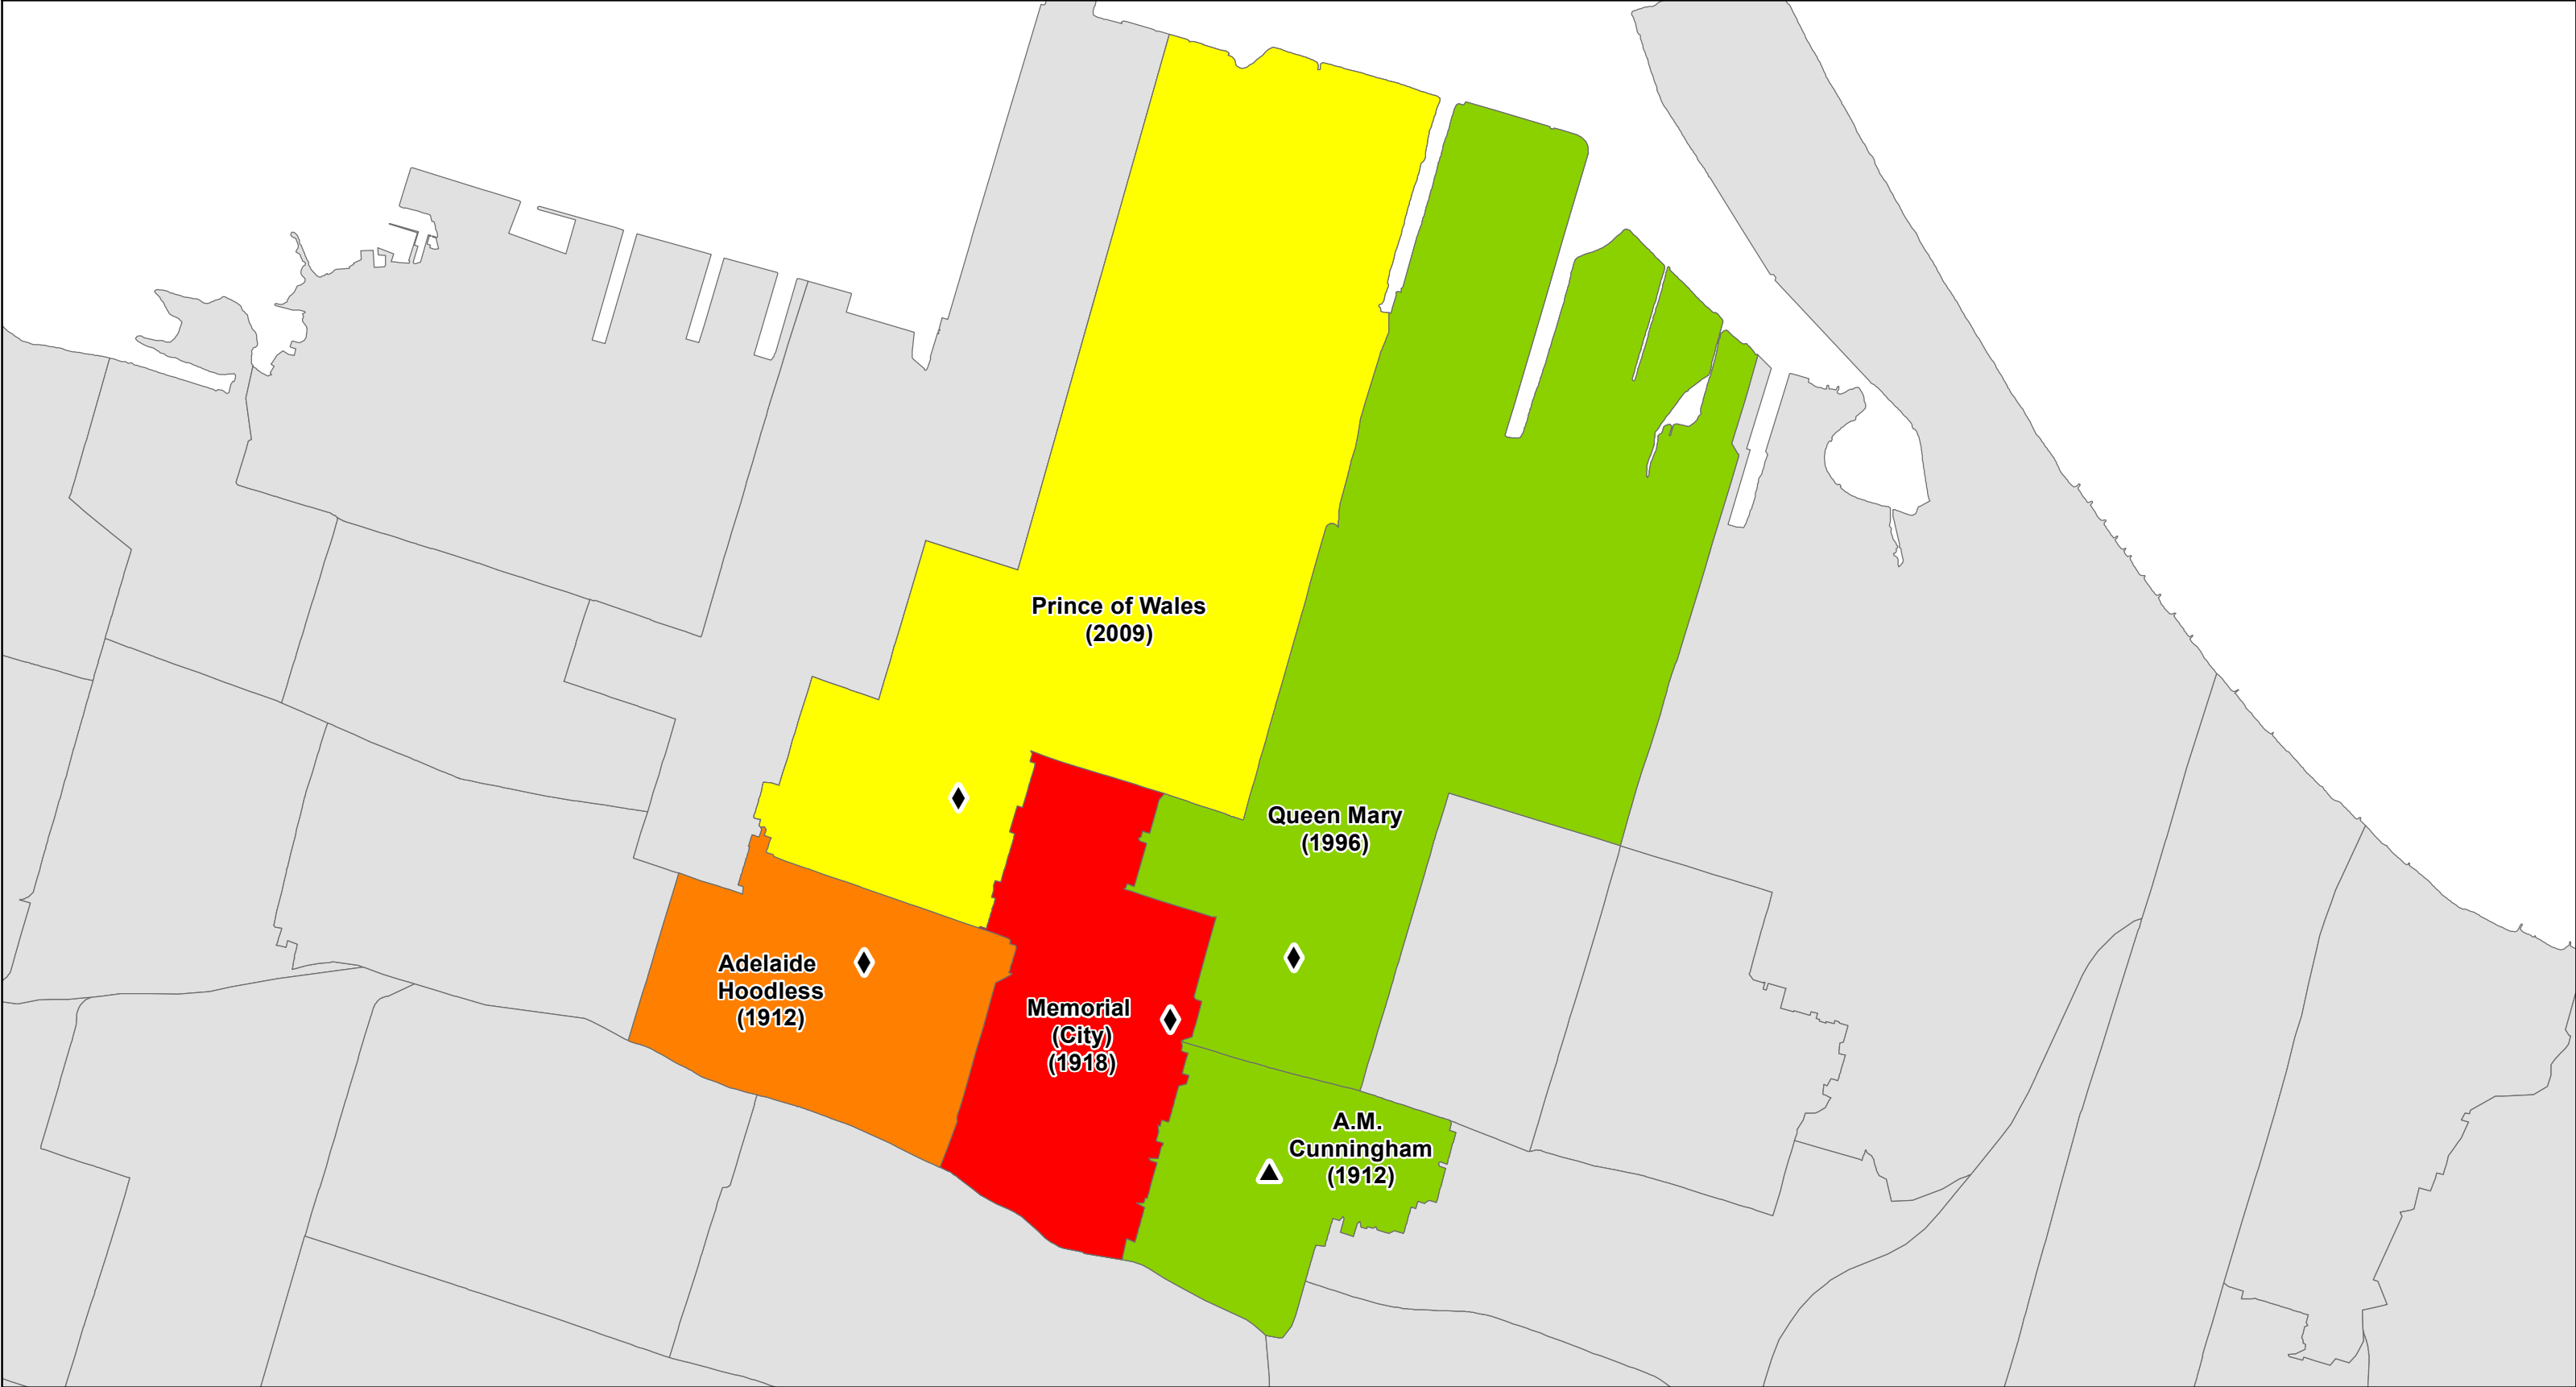 Prince of Wales
(2009)
Queen Mary
(1996)
Adelaide
Hoodless
(1912)
Memorial
(City)
(1918)
A.M.
Cunningham
(1912)